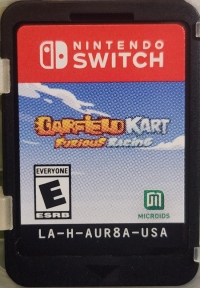 NINTENDO
SWITCH
GARFIELD KART
FURIOUS RACING
EVERYONE
E
ESRB
MICROIDS
LA-H-AUR8A-USA